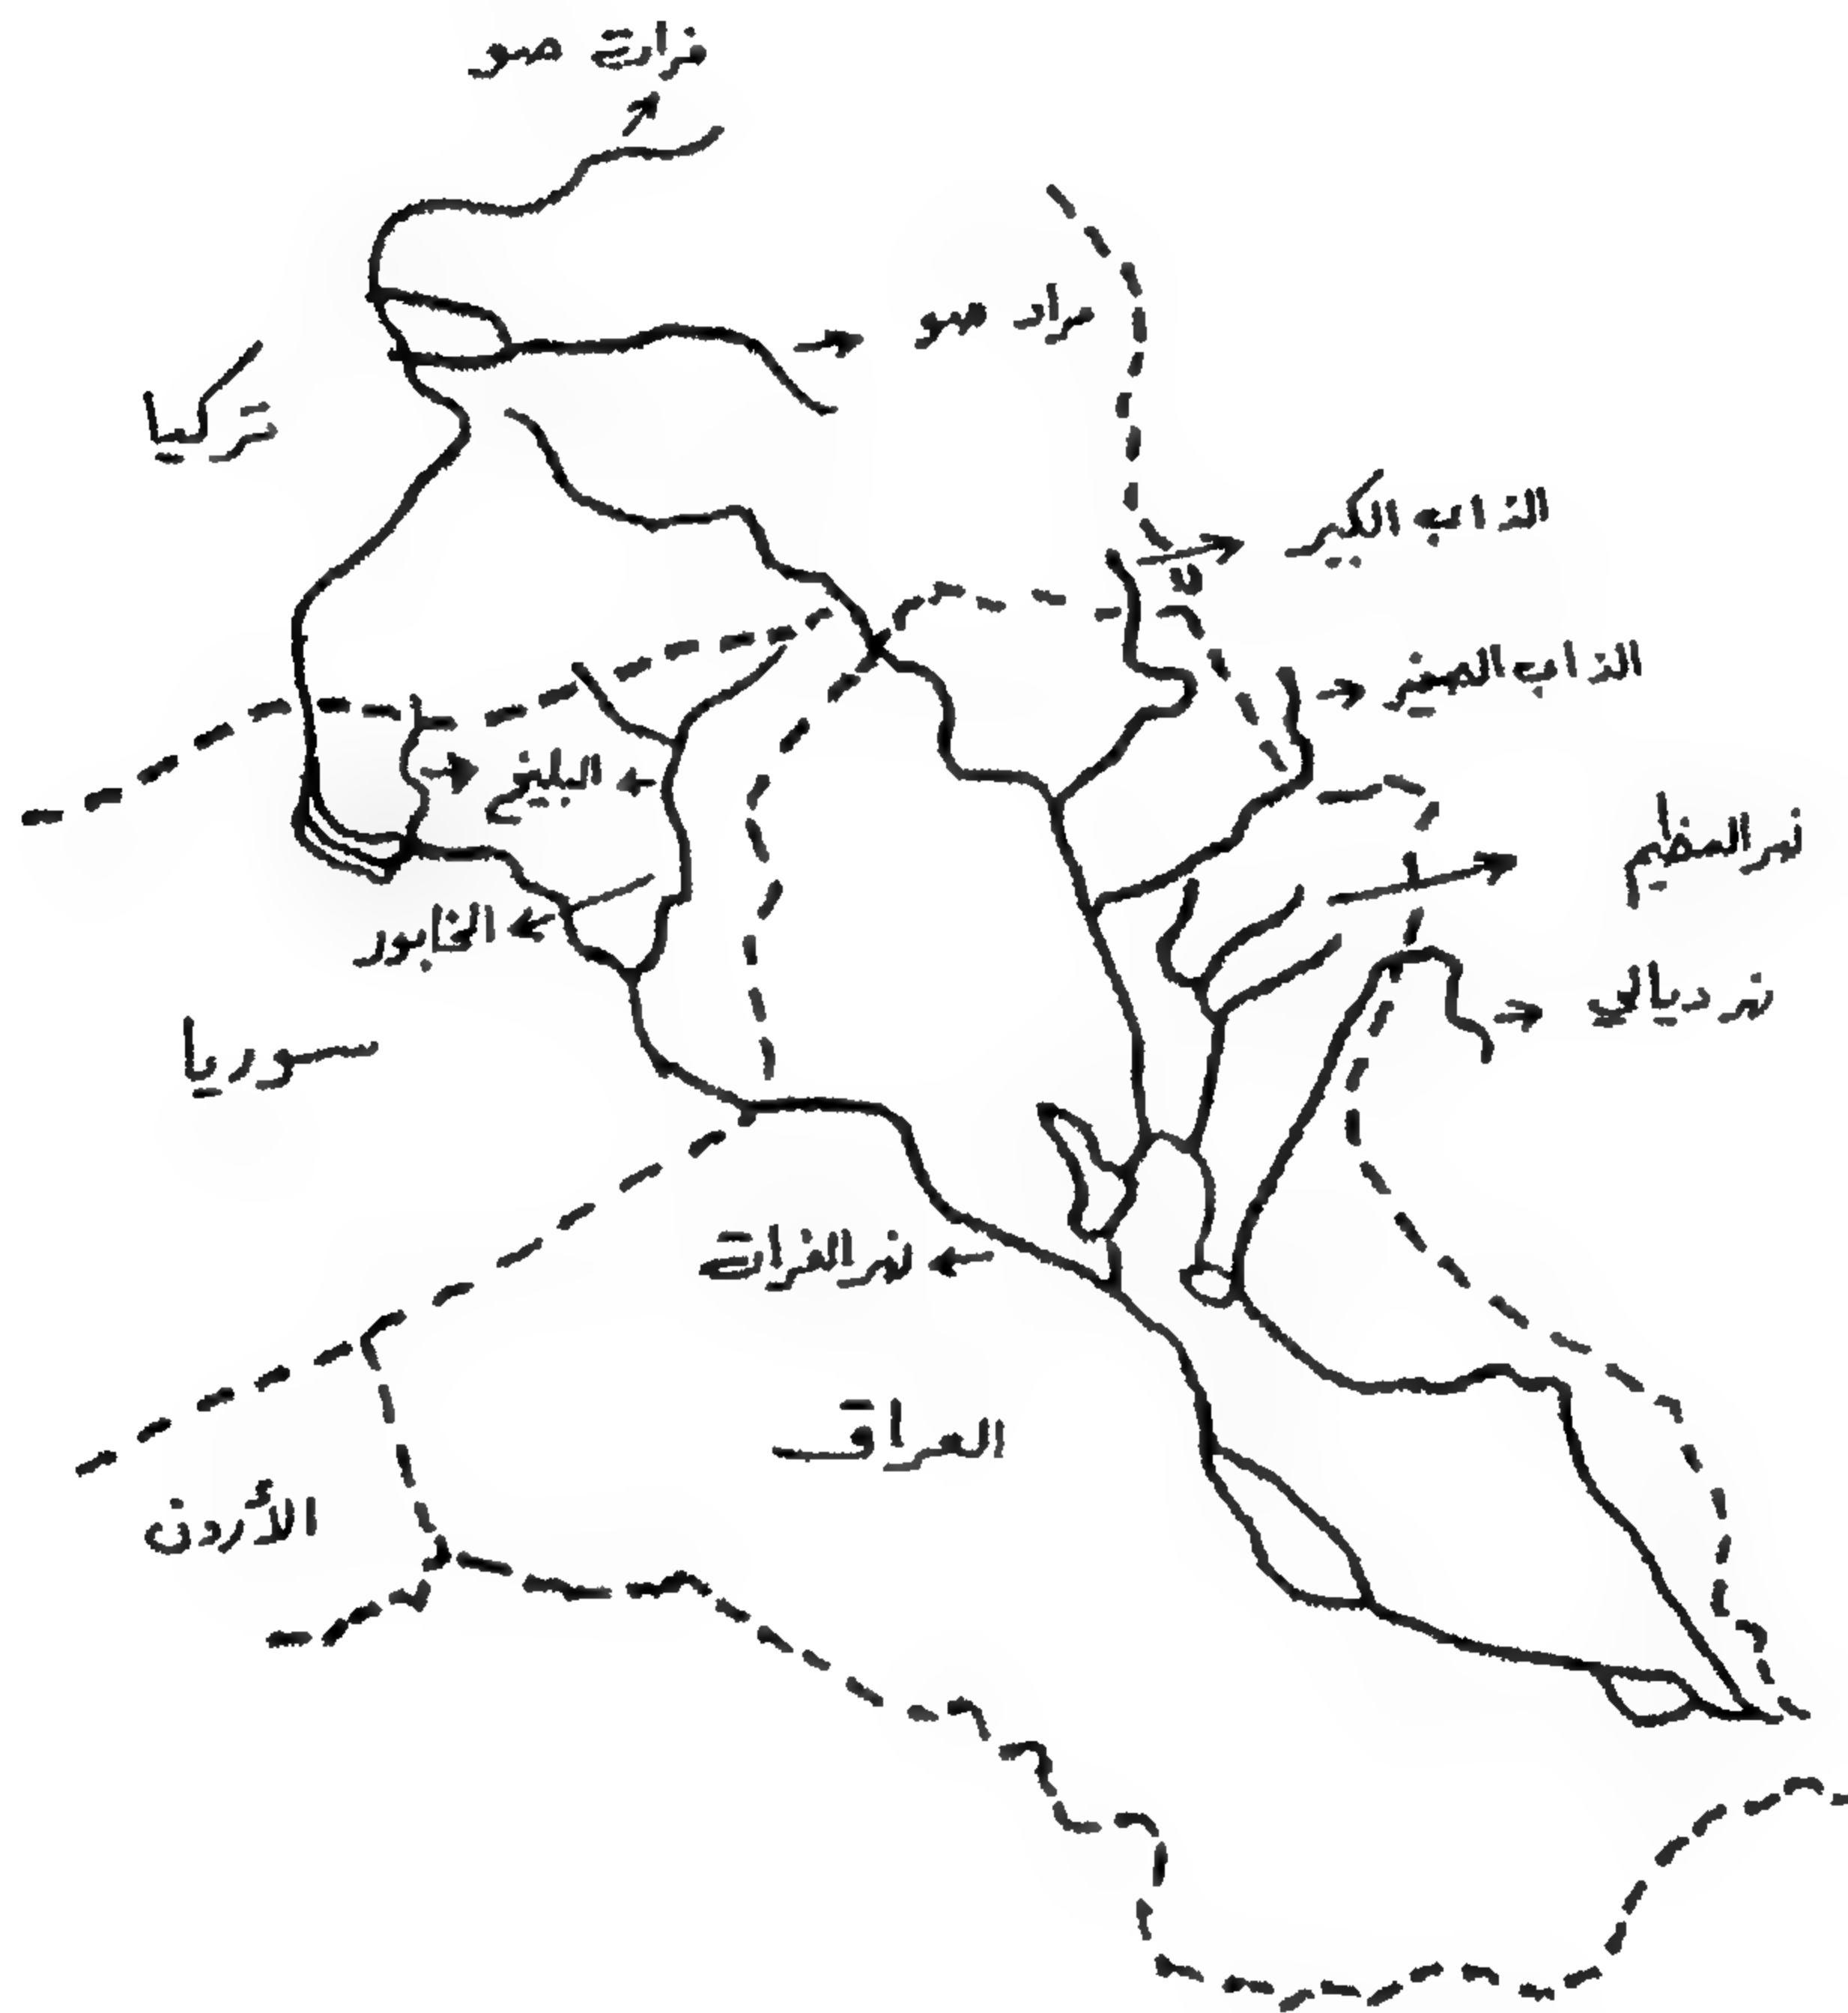 فرات صو
مراد صو
تركيا
الزاب الكبير
الزاب الصغير
البليخ
نهر العظيم
الخابور
نهر ديالى
سوريا
نهر الفرات
العراق
الأردن